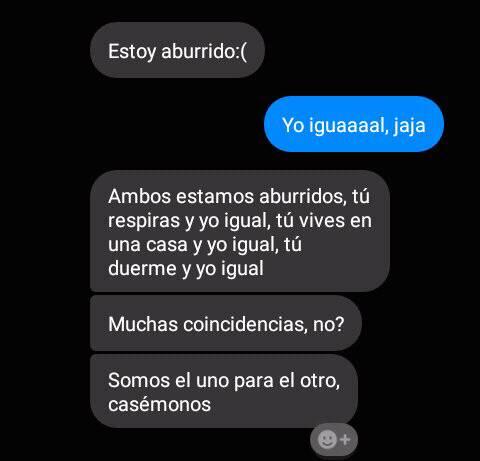 Estoy aburrido:(
Yo iguaaaal, jaja
Ambos estamos aburridos, tú
respiras y yo igual, tú vives en
una casa y yo igual, tú
duerme y yo igual
Muchas coincidencias, no?
Somos el uno para el otro,
casémonos